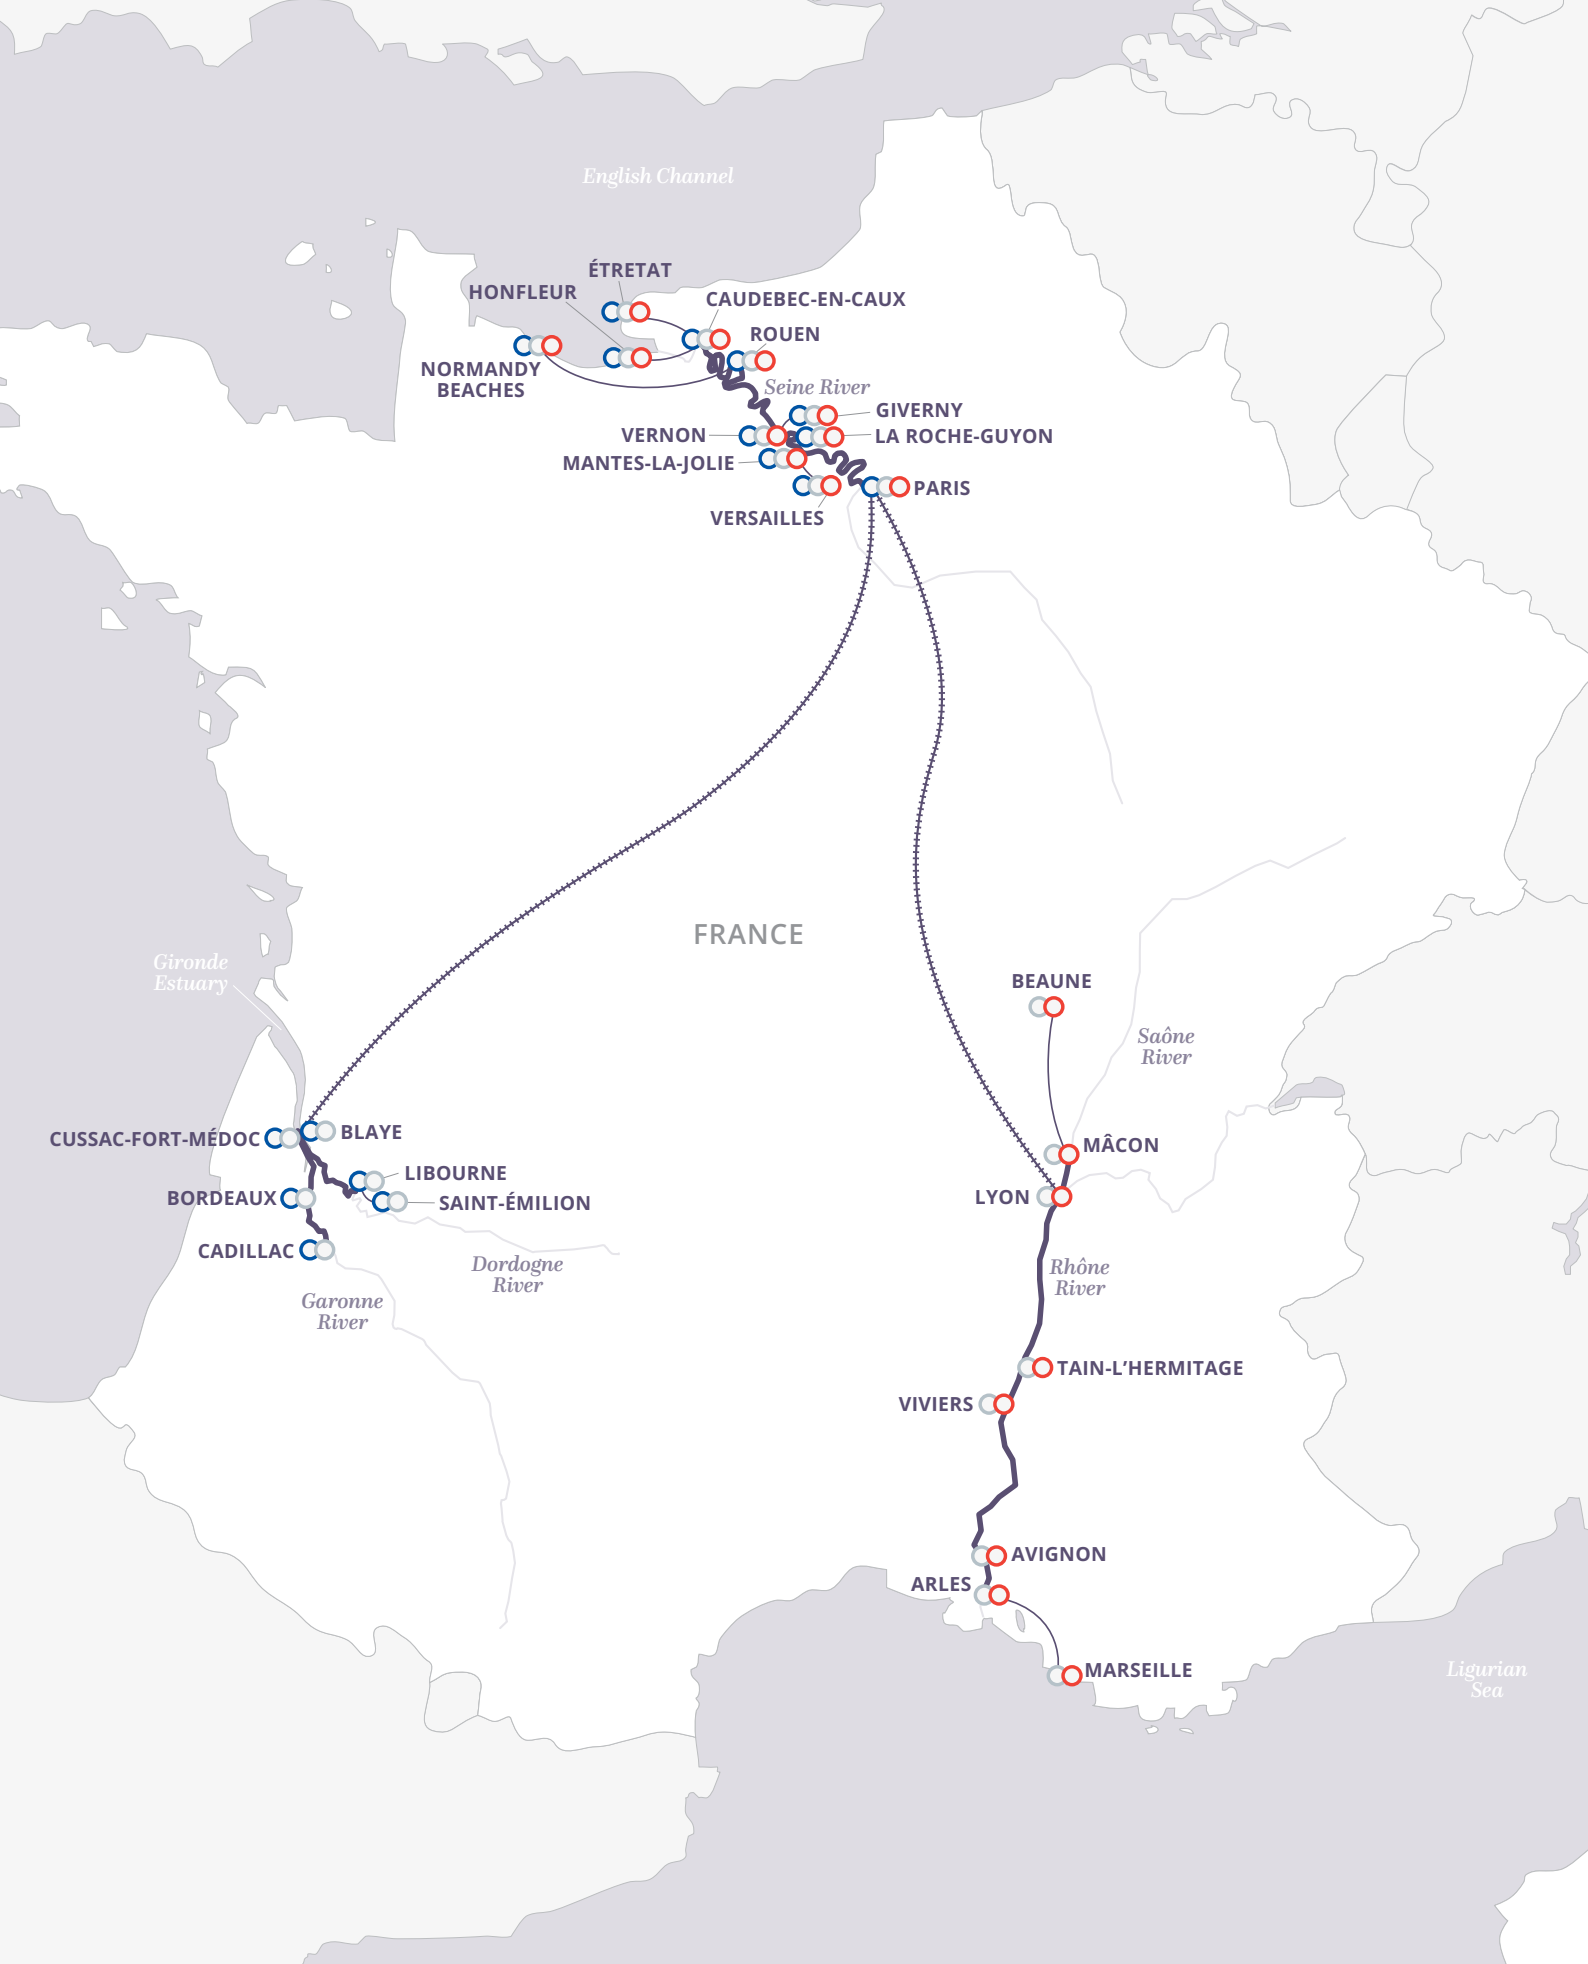 English Channel
ÉTRETAT
HONFLEUR
CAUDEBEC-EN-CAUX
ROUEN
NORMANDY
BEACHES
Seine River
GIVERNY
VERNON
LA ROCHE-GUYON
MANTES-LA-JOLIE
PARIS
VERSAILLES
FRANCE
Gironde
Estuary
BEAUNE
Saône
River
CUSSAC-FORT-MÉDOC
BLAYE
MÂCON
LIBOURNE
BORDEAUX
SAINT-ÉMILION
LYON
CADILLAC
Dordogne
River
Rhône
River
Garonne
River
TAIN-L’HERMITAGE
VIVIERS
AVIGNON
ARLES
MARSEILLE
Ligurian
Sea